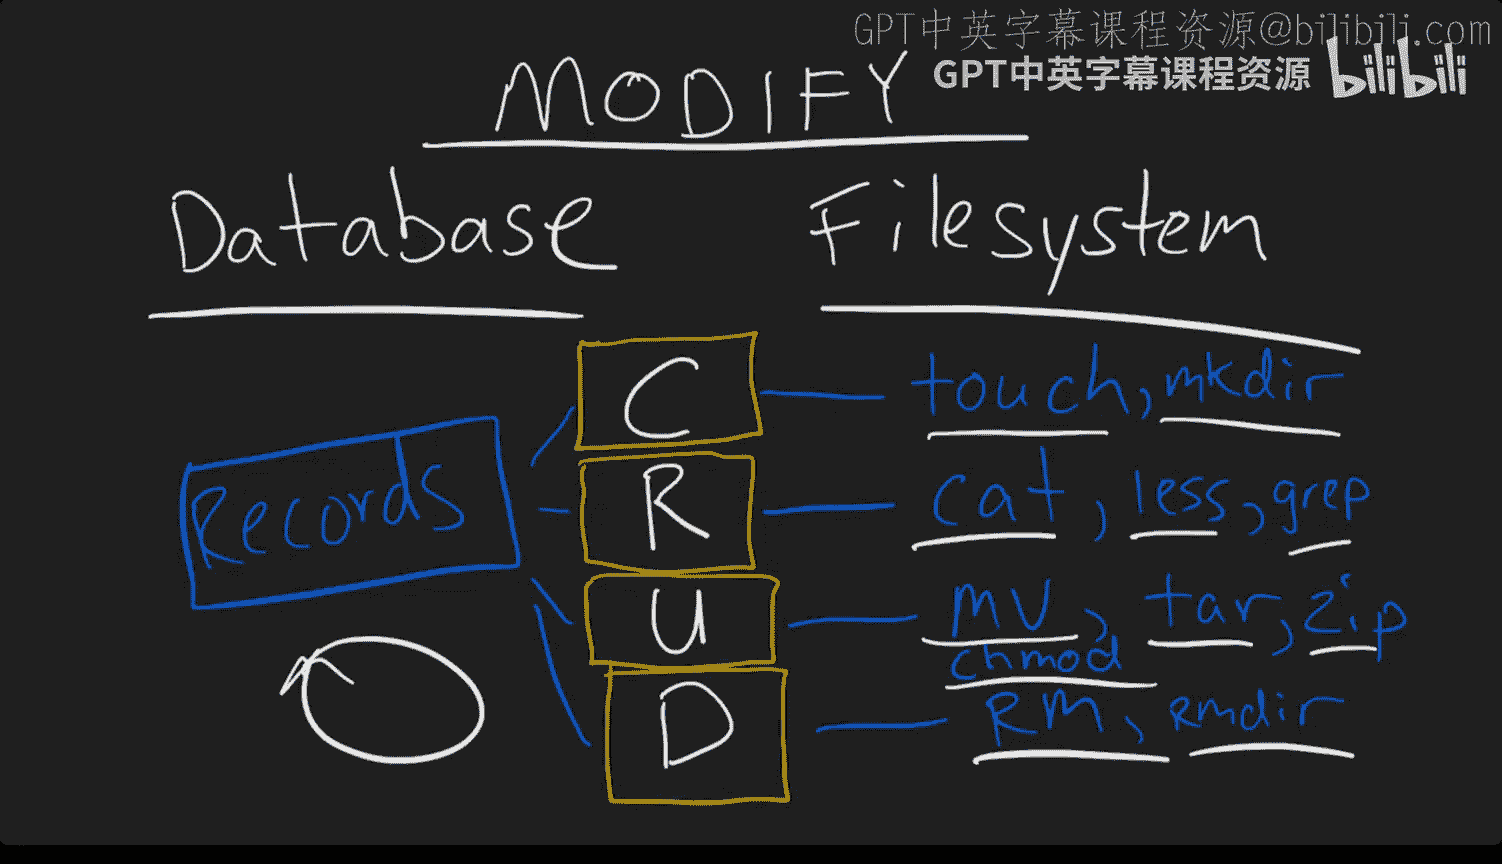 GPT中英字幕课程资源@bilibili.com
GPT中英字幕课程资源 bilibili
MODIFY
Database Filesystem
C touch, mkdir
Records R cat, less, grep
U mv, tar, zip
chmod
D RM, Rmdir